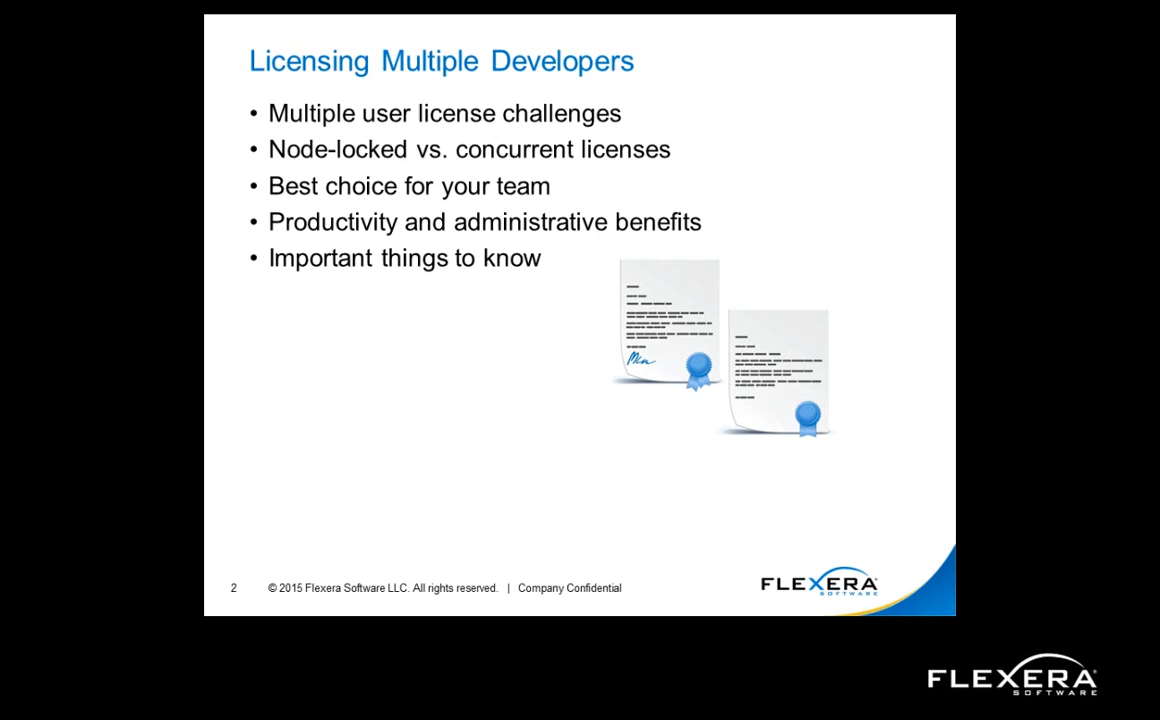 Licensing Multiple Developers
• Multiple user license challenges
• Node-locked vs. concurrent licenses
• Best choice for your team
• Productivity and administrative benefits
• Important things to know
2 © 2015 Flexera Software LLC. All rights reserved. | Company Confidential
FLEXERA
SOFTWARE
FLEXERA
SOFTWARE